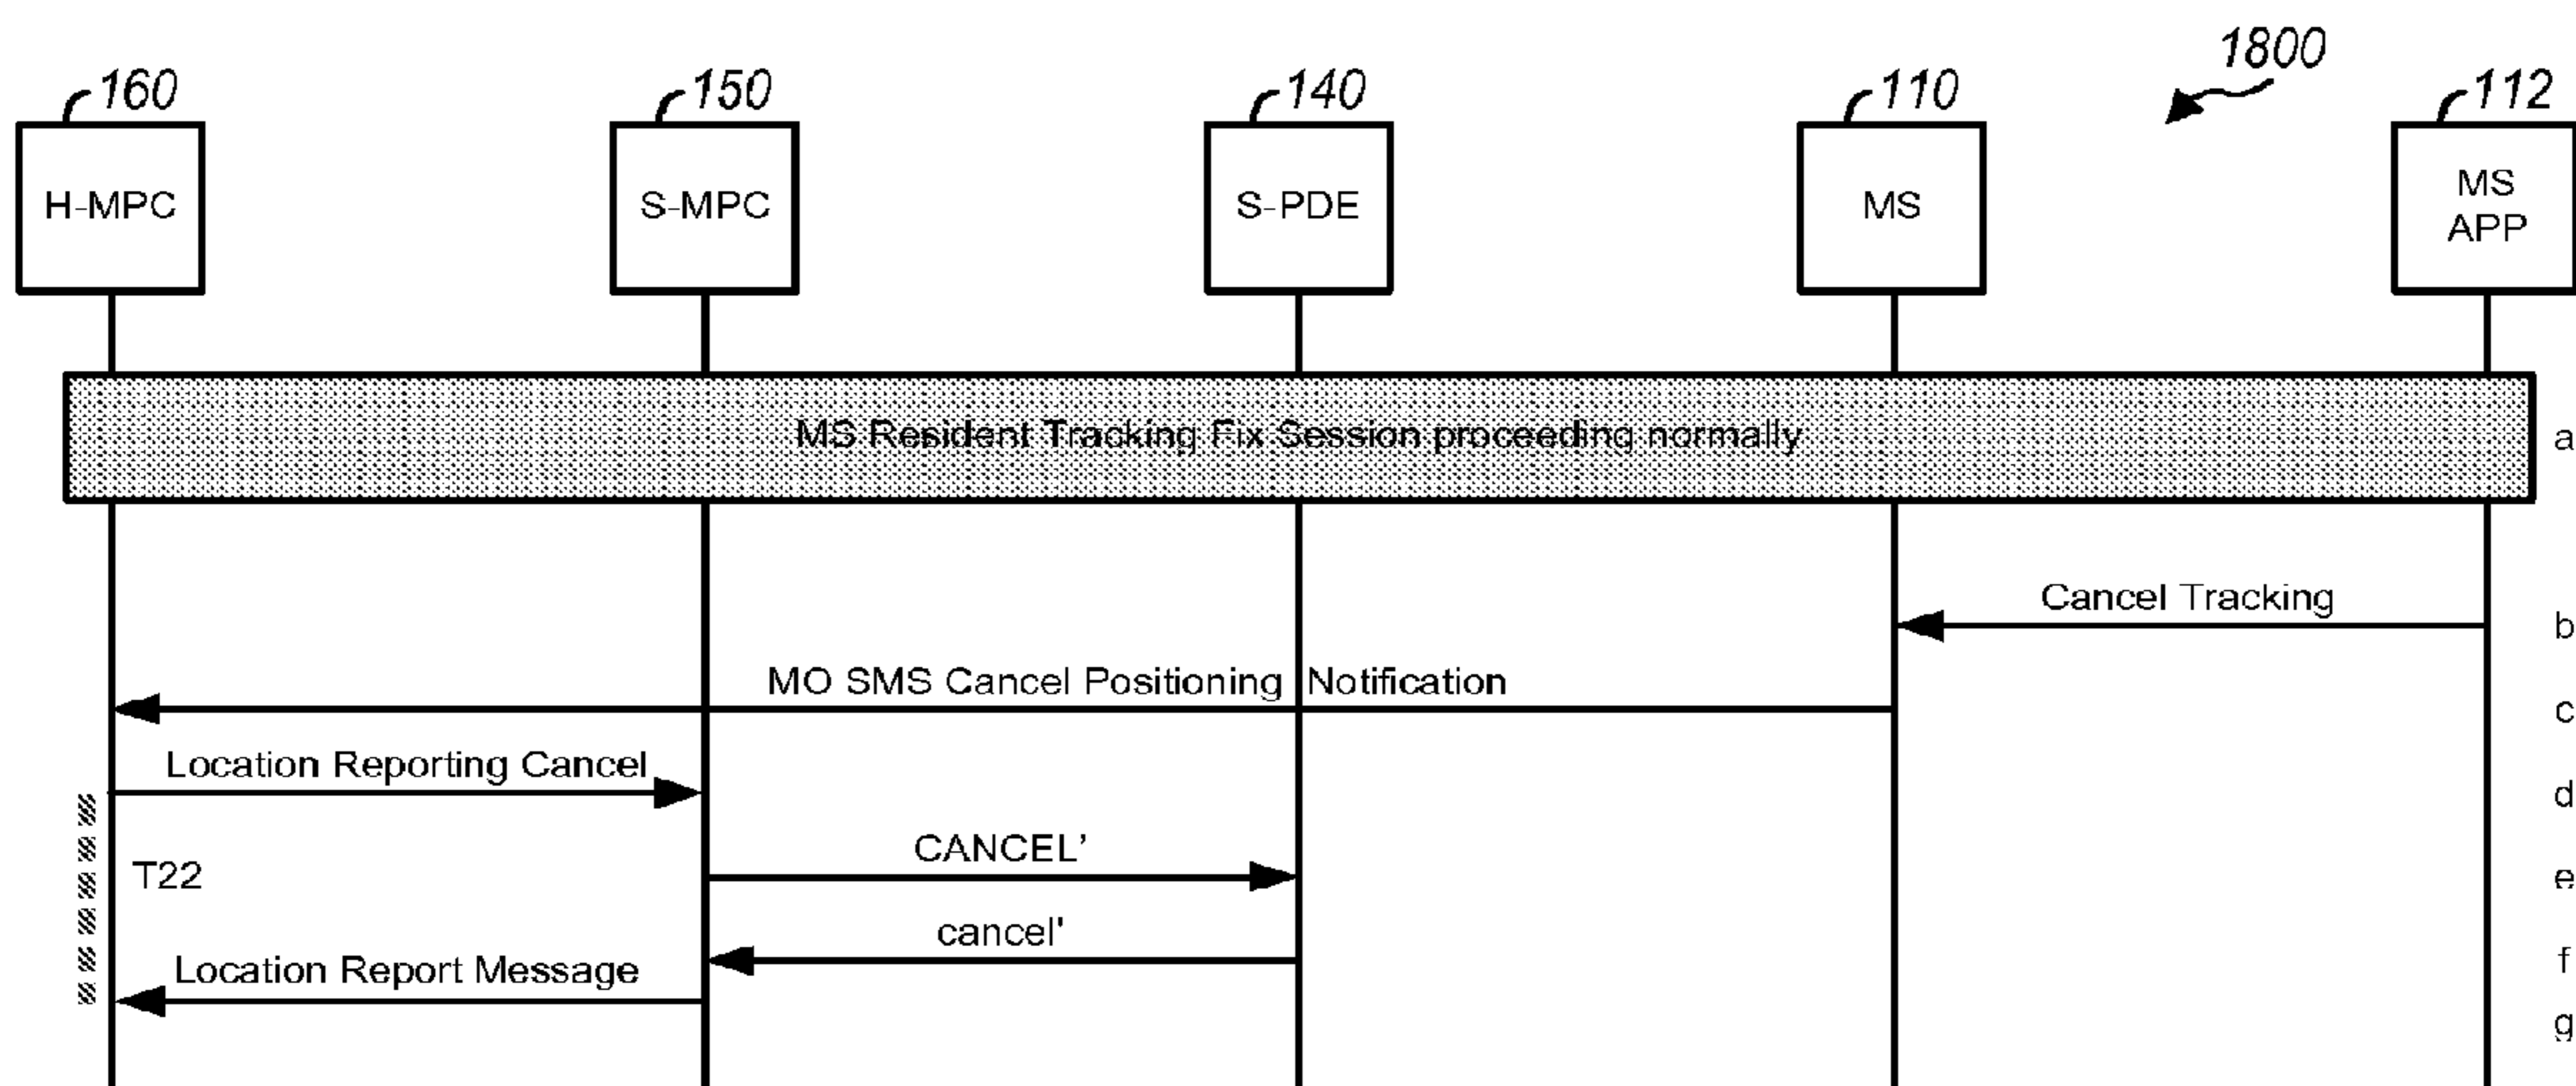 1800
160
150
140
110
112
H-MPC
S-MPC
S-PDE
MS
MS
APP
MS Resident Tracking Fix Session proceeding normally
a
Cancel Tracking
b
MO SMS Cancel Positioning Notification
c
Location Reporting Cancel
d
CANCEL’
T22
e
cancel'
f
Location Report Message
g